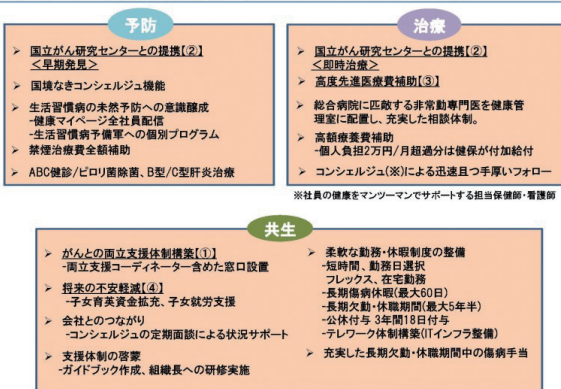 予防
➢ 国立がん研究センターとの提携【②】
<早期発見>
➢ 国境なきコンシェルジュ機能
➢ 生活習慣病の未然予防への意識醸成
-健康マイページ全社員配信
-生活習慣病予備軍への個別プログラム
➢ 禁煙治療費全額補助
➢ ABC健診/ピロリ菌除菌、B型/C型肝炎治療
治療
➢ 国立がん研究センターとの提携【②】
<即時治療>
➢ 高度先進医療費補助【③】
➢ 総合病院に匹敵する非常勤専門医を健康管
理室に配置し、充実した相談体制。
➢ 高額療養費補助
-個人負担2万円/月超過分は健保が付加給付
➢ コンシェルジュ(※)による迅速且つ手厚いフォロー
※社員の健康をマンツーマンでサポートする担当保健師・看護師
共生
➢ がんとの両立支援体制構築【①】
-両立支援コーディネーター含めた窓口設置
➢ 将来の不安軽減【④】
-子女育英資金拡充、子女就労支援
➢ 会社とのつながり
-コンシェルジュの定期面談による状況サポート
➢ 支援体制の啓蒙
-ガイドブック作成、組織長への研修実施
➢ 柔軟な勤務・休暇制度の整備
-短時間、勤務日選択
フレックス、在宅勤務
-長期傷病休暇(最大60日)
-長期欠勤・休職期間(最大5年半)
-公休付与 3年間18日付与
-テレワーク体制構築(ITインフラ整備)
➢ 充実した長期欠勤・休職期間中の傷病手当